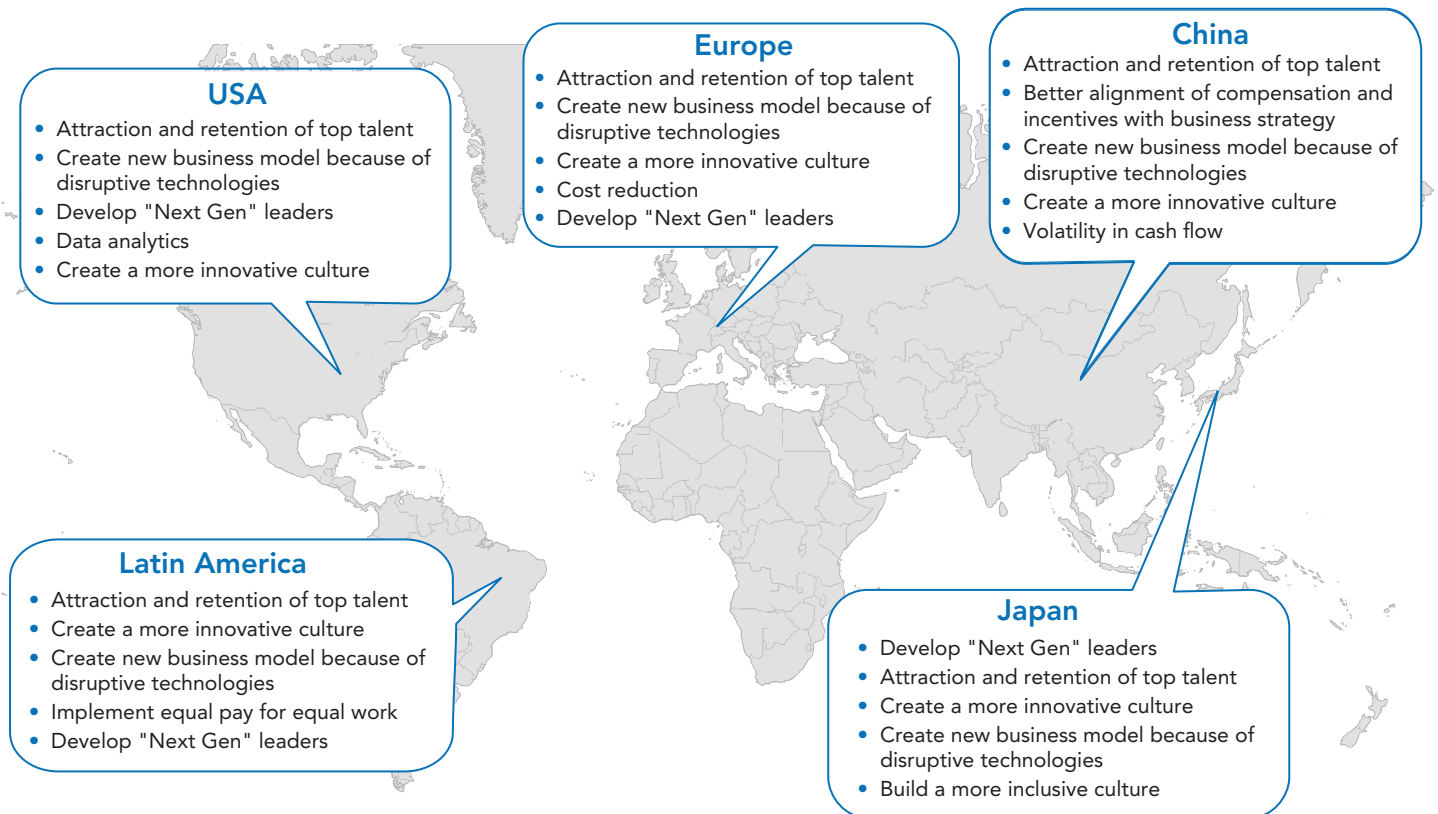 USA
• Attraction and retention of top talent
• Create new business model because of
disruptive technologies
• Develop "Next Gen" leaders
• Data analytics
• Create a more innovative culture
Europe
• Attraction and retention of top talent
• Create new business model because of
disruptive technologies
• Create a more innovative culture
• Cost reduction
• Develop "Next Gen" leaders
China
• Attraction and retention of top talent
• Better alignment of compensation and
incentives with business strategy
• Create new business model because of
disruptive technologies
• Create a more innovative culture
• Volatility in cash flow
Latin America
• Attraction and retention of top talent
• Create a more innovative culture
• Create new business model because of
disruptive technologies
• Implement equal pay for equal work
• Develop "Next Gen" leaders
Japan
• Develop "Next Gen" leaders
• Attraction and retention of top talent
• Create a more innovative culture
• Create new business model because of
disruptive technologies
• Build a more inclusive culture